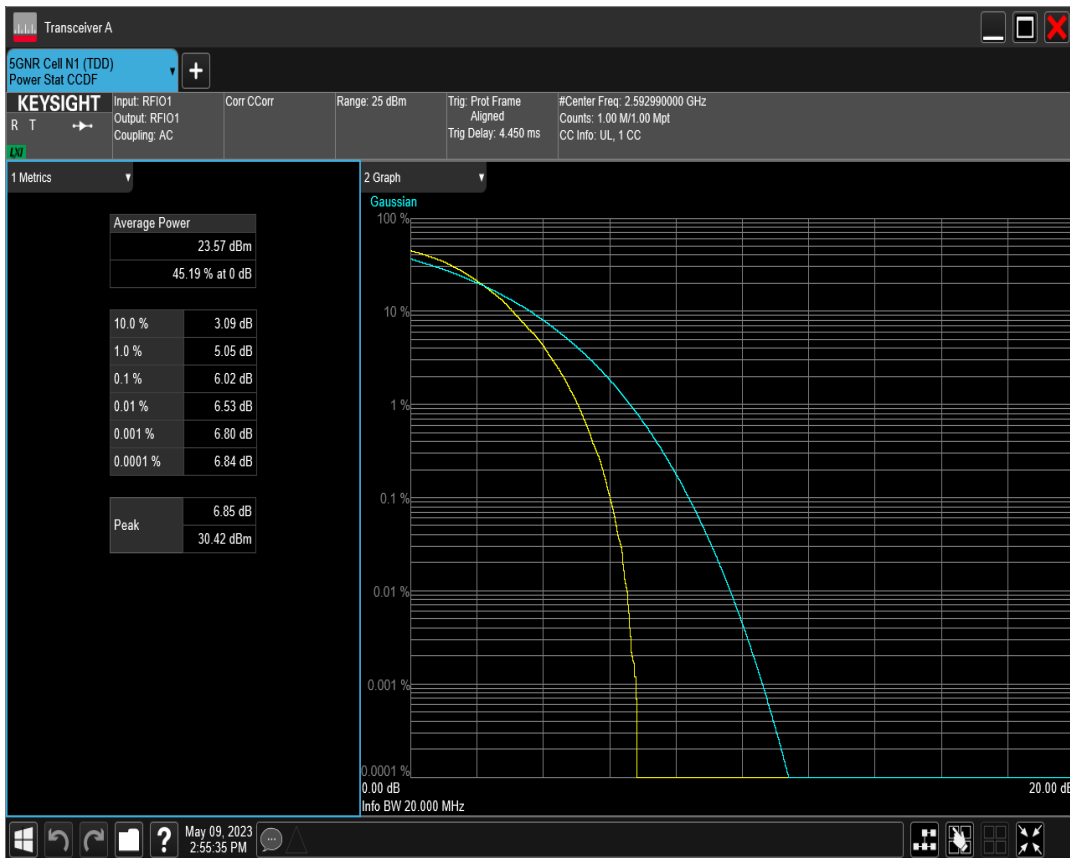 Transceiver A
5GNR Cell N1 (TDD)
Power Stat CCDF
KEYSIGHT
R T
LXI
Input: RFIO1
Output: RFIO1
Coupling: AC
Corr CCorr
Range: 25 dBm
Trig: Prot Frame
Aligned
Trig Delay: 4.450 ms
#Center Freq: 2.592990000 GHz
Counts: 1.00 M/1.00 Mpt
CC Info: UL, 1 CC
1 Metrics
Average Power
23.57 dBm
45.19 % at 0 dB
10.0 % 3.09 dB
1.0 % 5.05 dB
0.1 % 6.02 dB
0.01 % 6.53 dB
0.001 % 6.80 dB
0.0001 % 6.84 dB
Peak 6.85 dB
30.42 dBm
2 Graph
Gaussian
100 %
10 %
1 %
0.1 %
0.01 %
0.001 %
0.0001 %
0.00 dB 20.00 dB
Info BW 20.000 MHz
May 09, 2023
2:55:35 PM